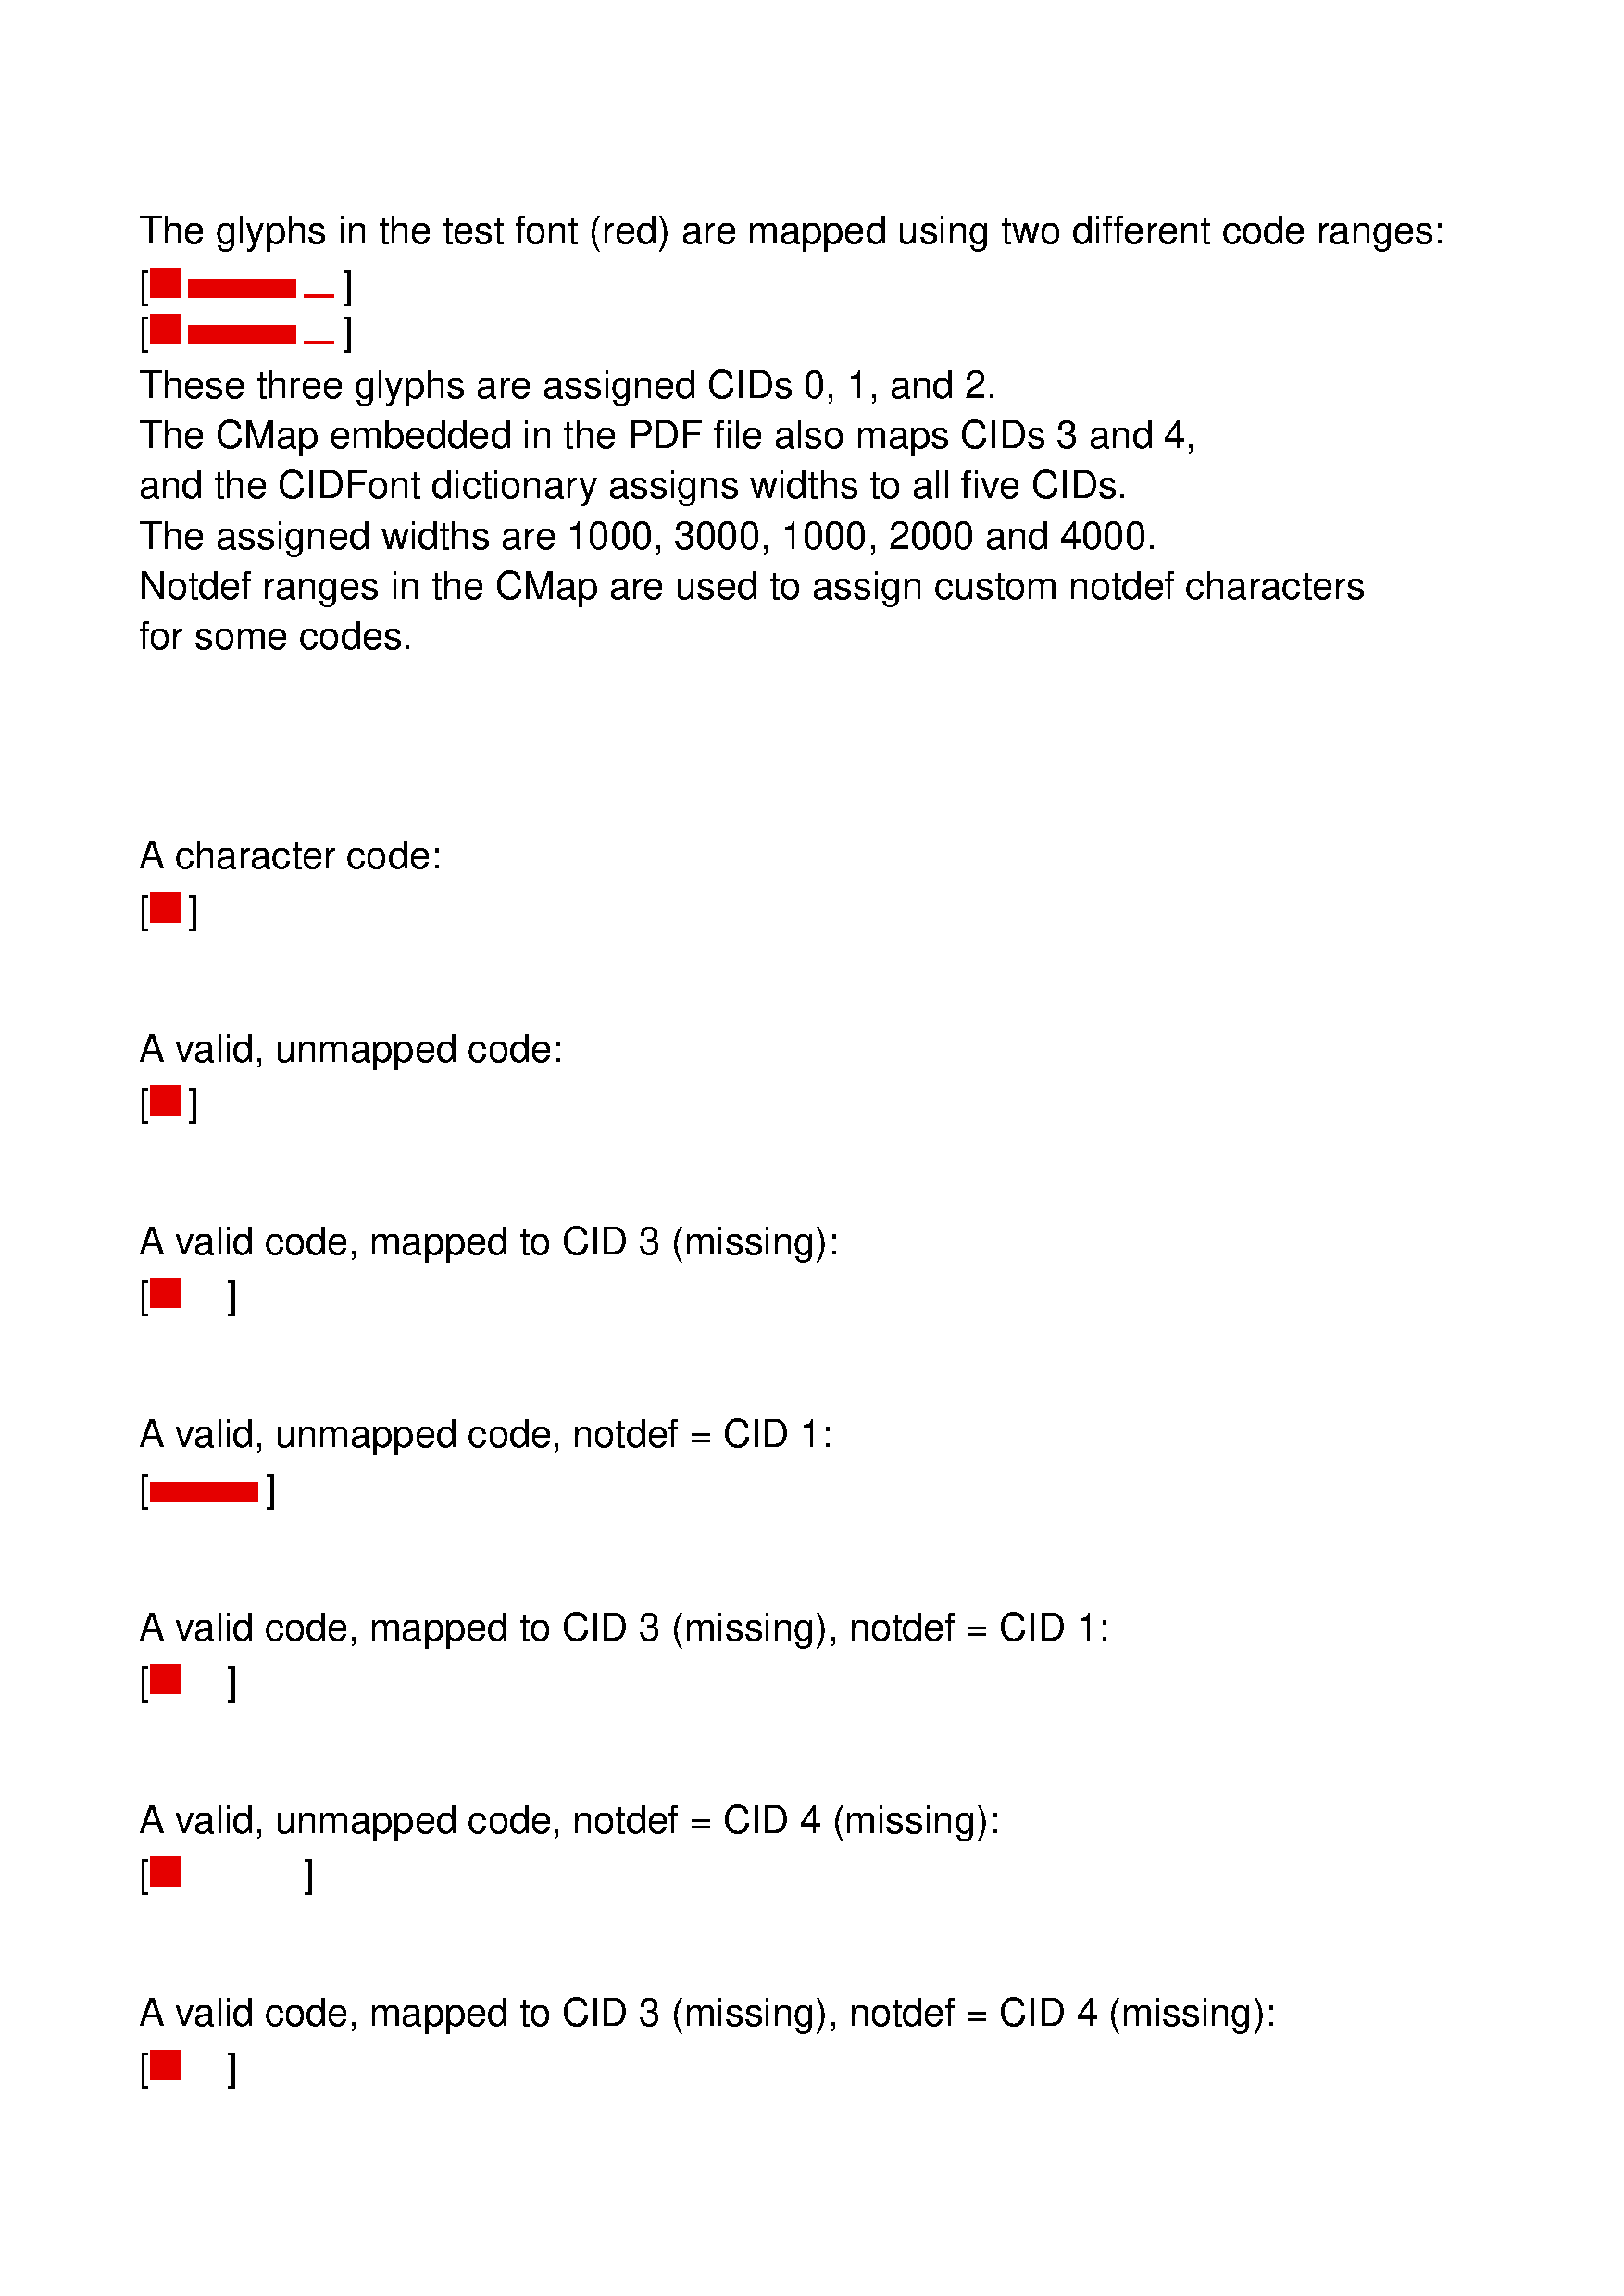 The glyphs in the test font (red) are mapped using two different code ranges:
[ ]
[ ]
These three glyphs are assigned CIDs 0, 1, and 2.
The CMap embedded in the PDF file also maps CIDs 3 and 4,
and the CIDFont dictionary assigns widths to all five CIDs.
The assigned widths are 1000, 3000, 1000, 2000 and 4000.
Notdef ranges in the CMap are used to assign custom notdef characters
for some codes.
A character code:
[ ]
A valid, unmapped code:
[ ]
A valid code, mapped to CID 3 (missing):
[ ]
A valid, unmapped code, notdef = CID 1:
[ ]
A valid code, mapped to CID 3 (missing), notdef = CID 1:
[ ]
A valid, unmapped code, notdef = CID 4 (missing):
[ ]
A valid code, mapped to CID 3 (missing), notdef = CID 4 (missing):
[ ]